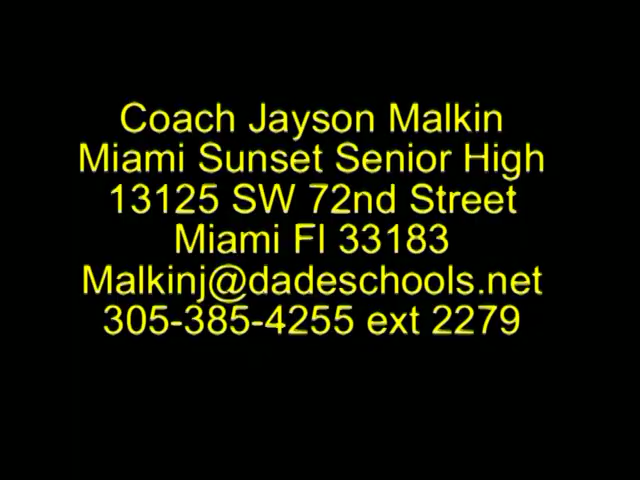 Coach Jayson Malkin
Miami Sunset Senior High
13125 SW 72nd Street
Miami Fl 33183
Malkinj@dadeschools.net
305-385-4255 ext 2279